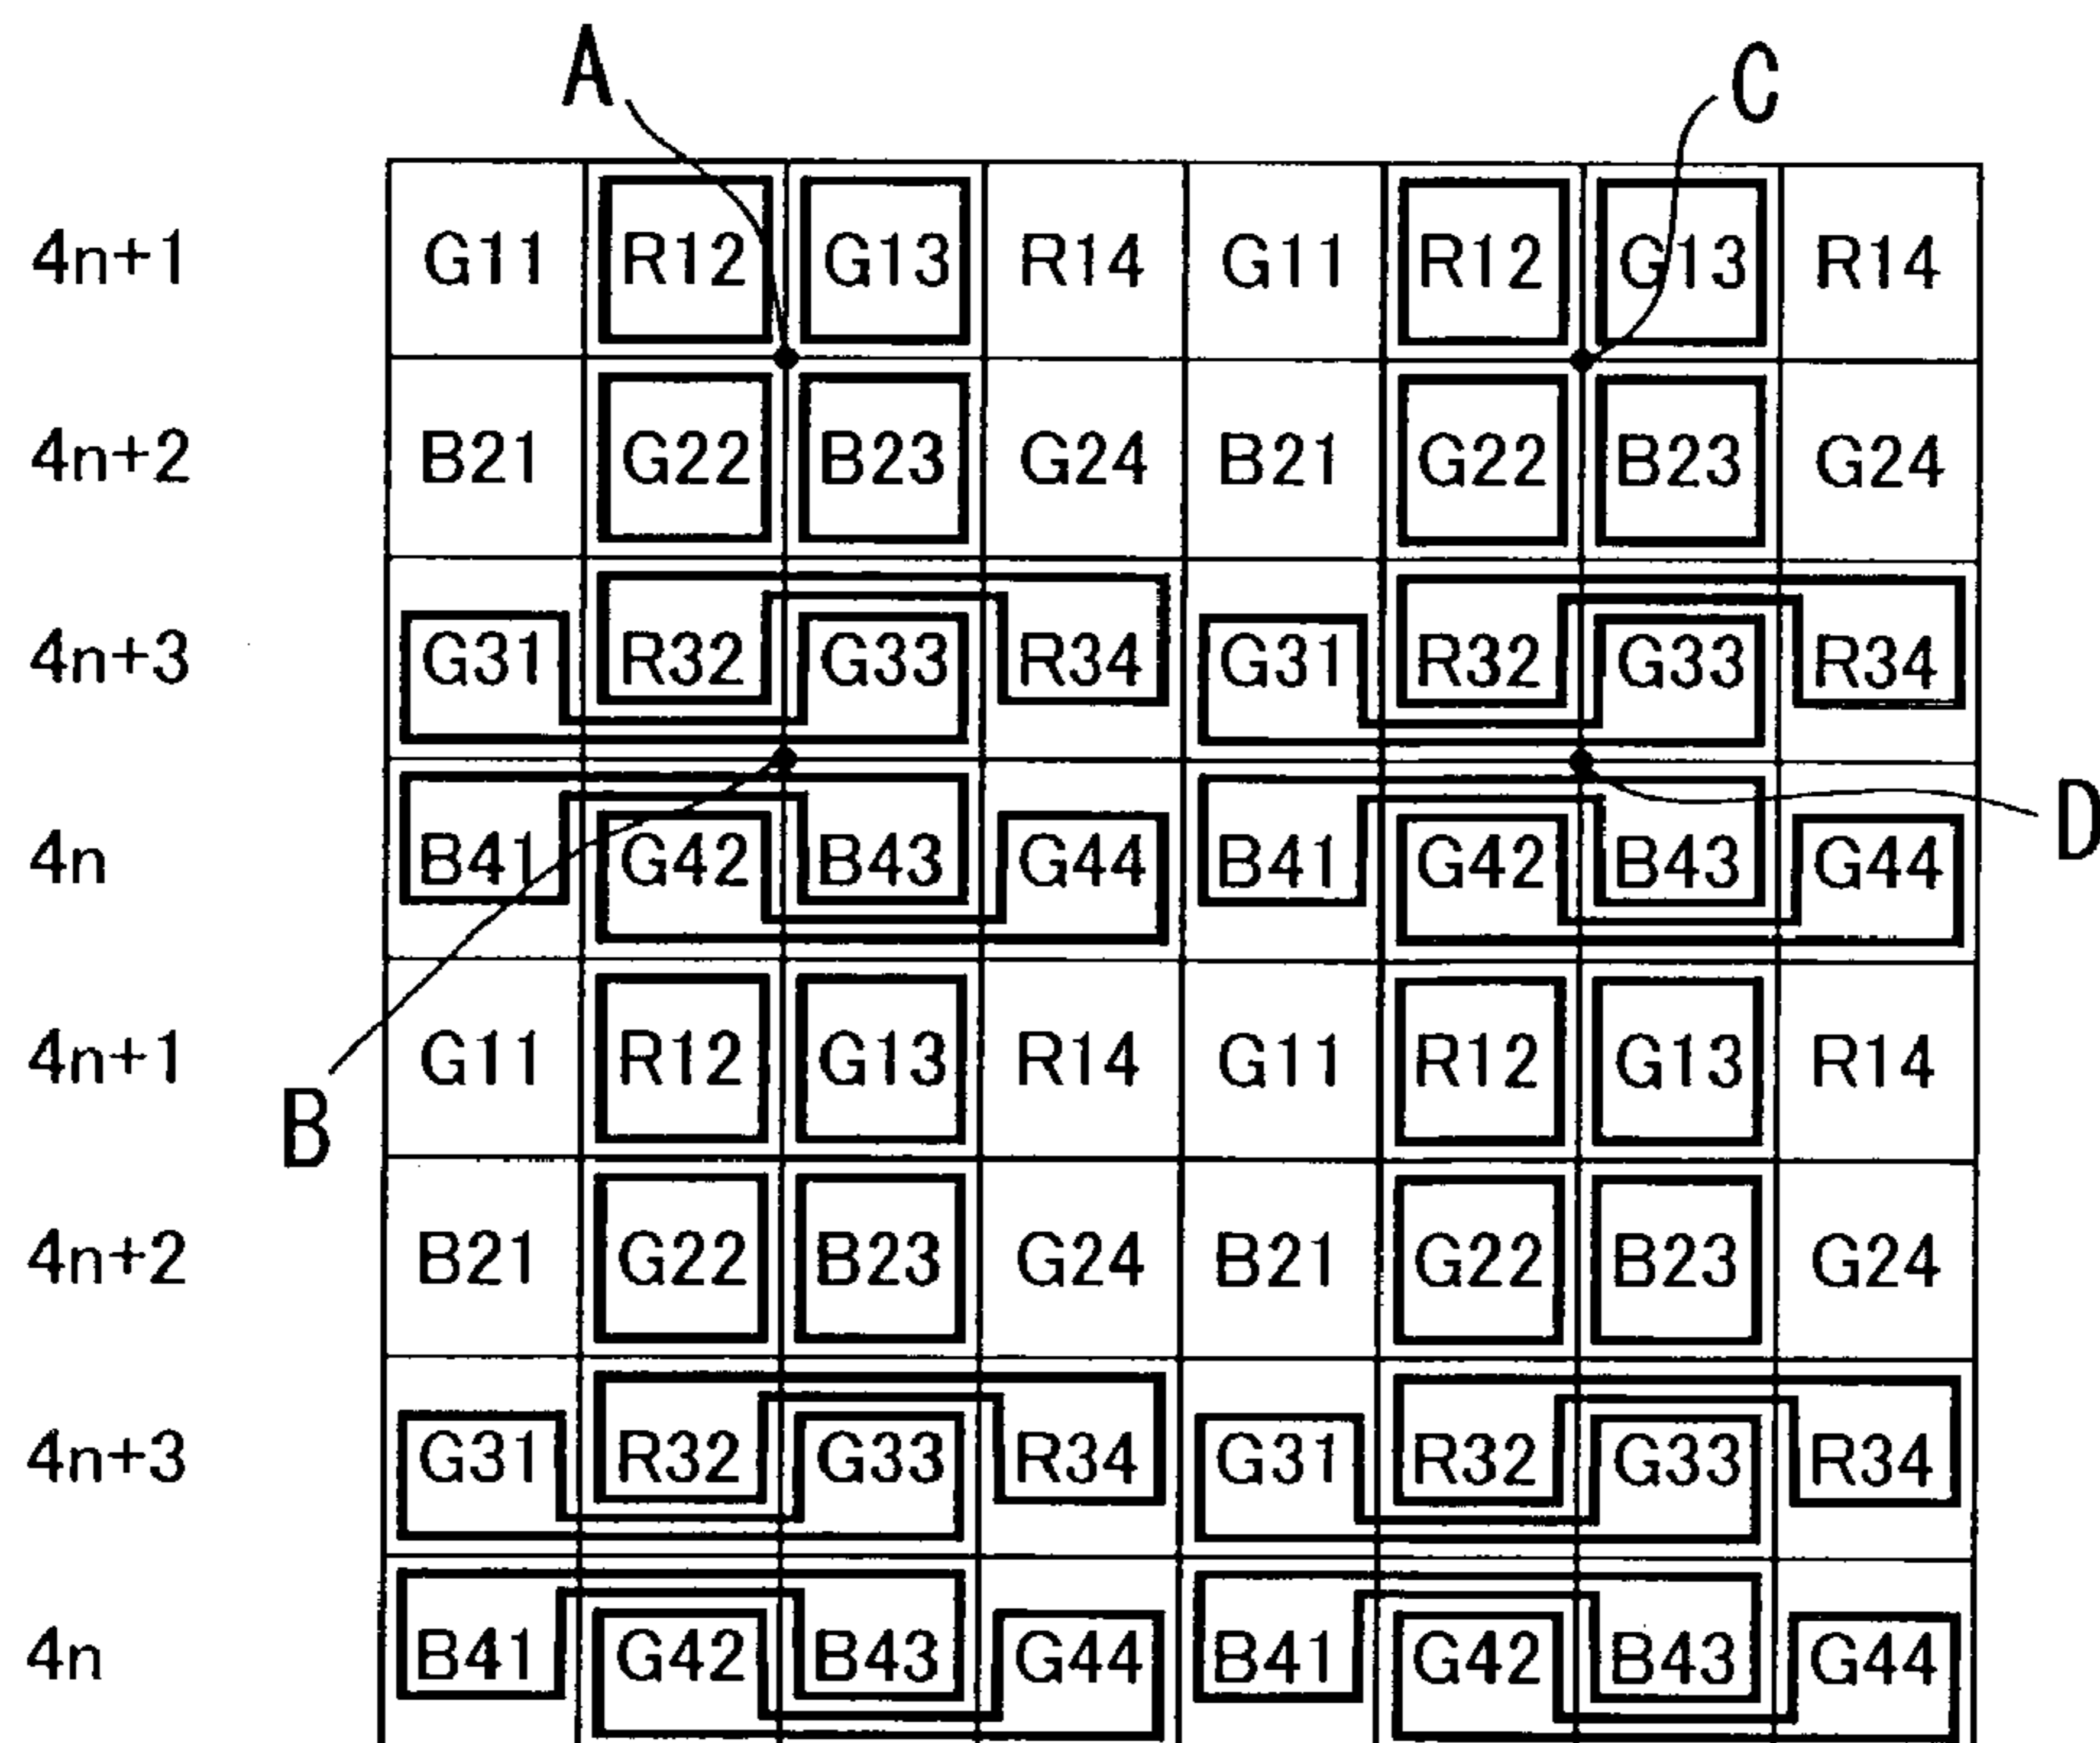 A C
4n+1 G11 R12 G13 R14 G11 R12 G13 R14
4n+2 B21 G22 B23 G24 B21 G22 B23 G24
4n+3 G31 R32 G33 R34 G31 R32 G33 R34
4n B41 G42 B43 G44 B41 G42 B43 G44 D
4n+1 G11 R12 G13 R14 G11 R12 G13 R14
B
4n+2 B21 G22 B23 G24 B21 G22 B23 G24
4n+3 G31 R32 G33 R34 G31 R32 G33 R34
4n B41 G42 B43 G44 B41 G42 B43 G44